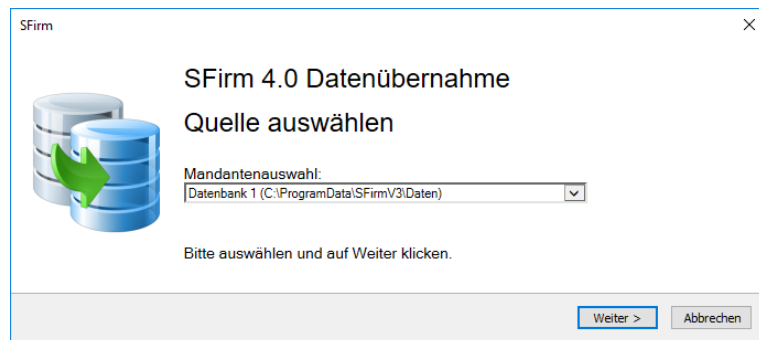 SFirm
SFirm 4.0 Datenübernahme
Quelle auswählen
Mandantenauswahl:
Datenbank 1 (C:\ProgramData\SFirmV3\Daten)
Bitte auswählen und auf Weiter klicken.
Weiter > Abbrechen